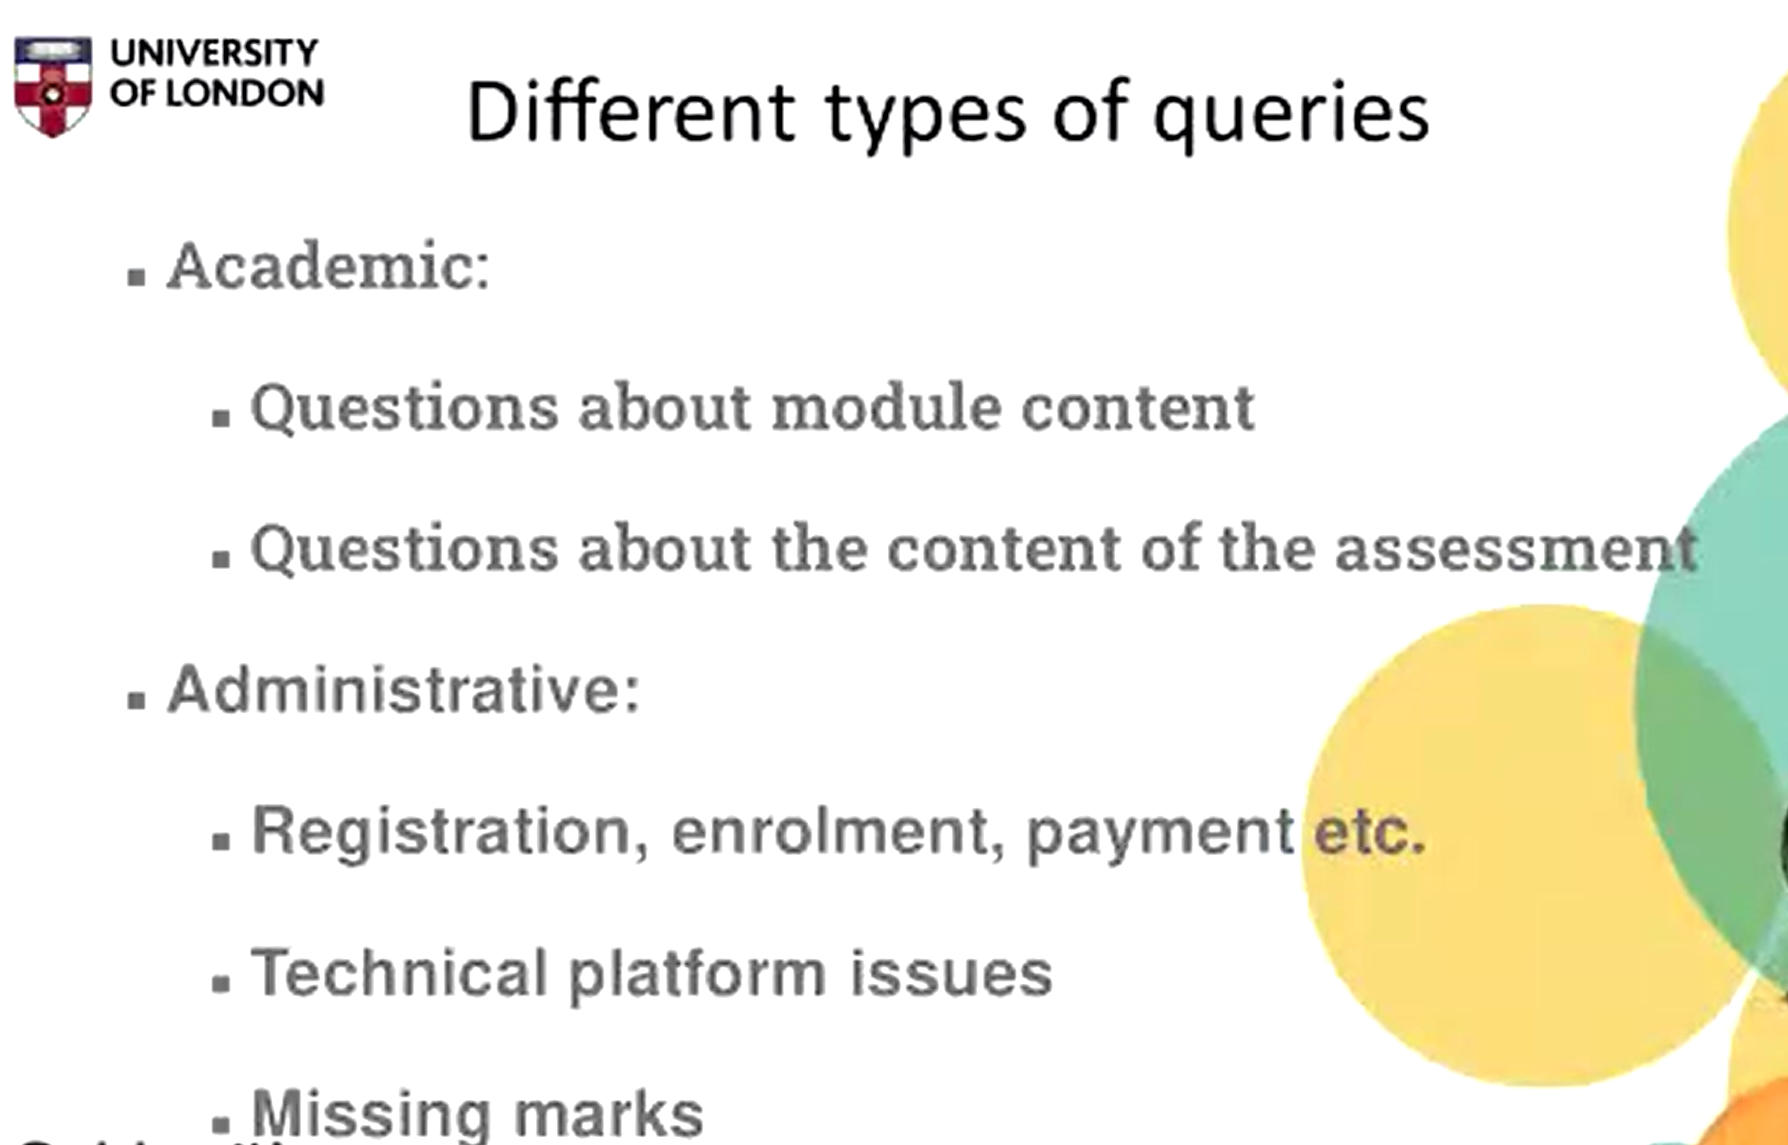 UNIVERSITY
OF LONDON
Different types of queries
▪ Academic:
▪ Questions about module content
▪ Questions about the content of the assessment
▪ Administrative:
▪ Registration, enrolment, payment etc.
▪ Technical platform issues
▪ Missing marks